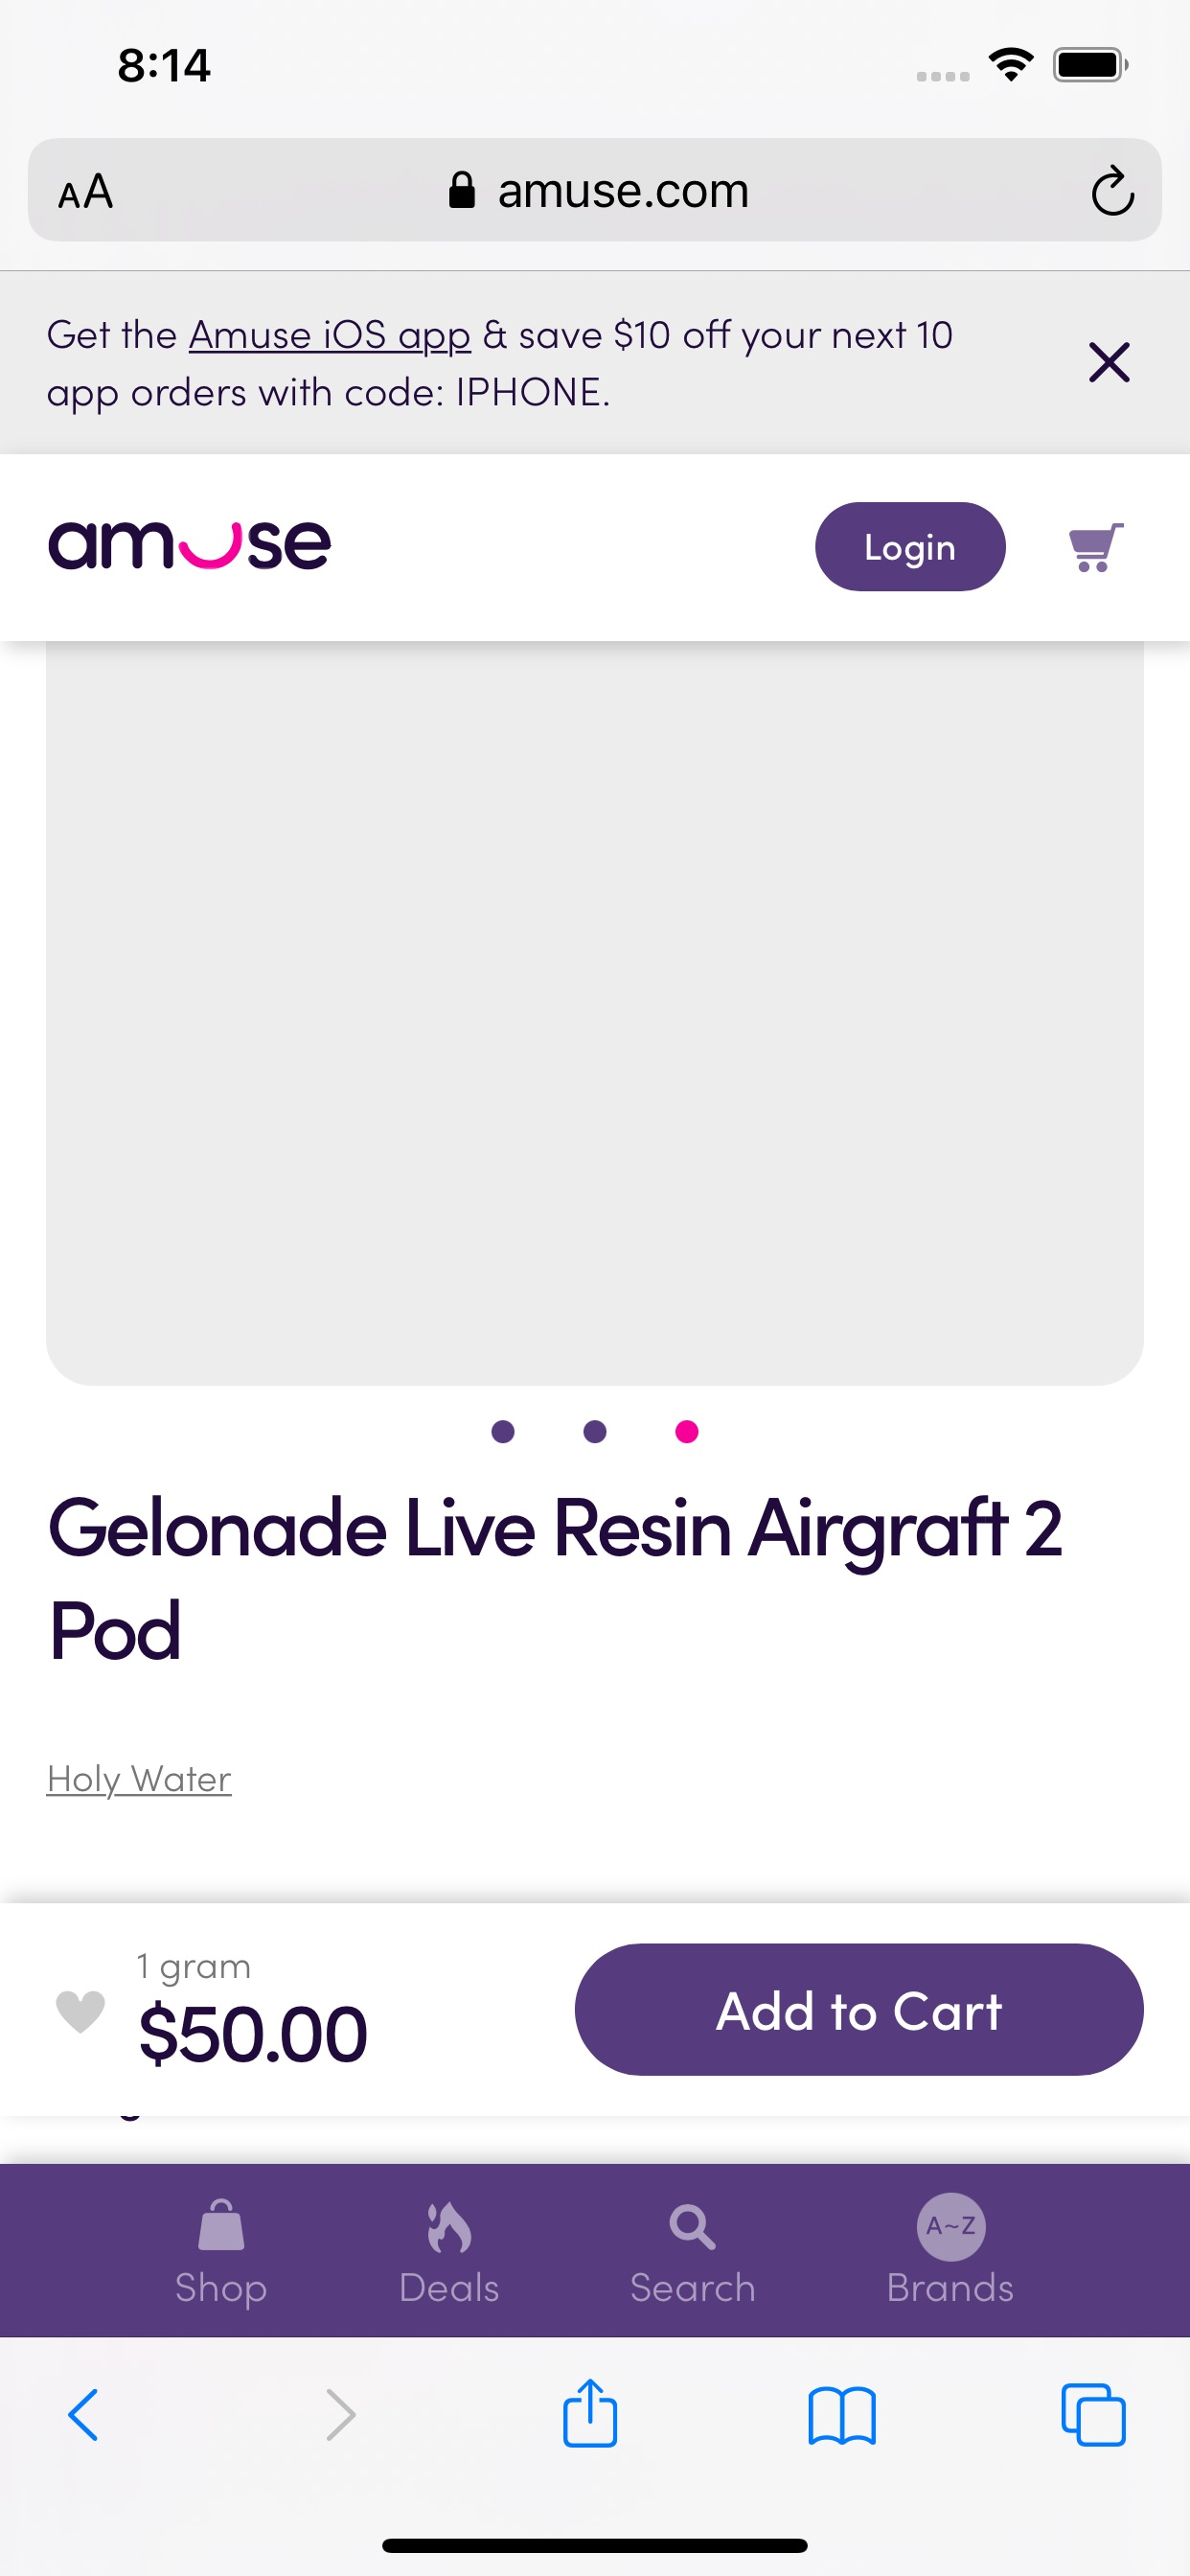 8:14
AA amuse.com
Get the Amuse iOS app & save $10 off your next 10
app orders with code: IPHONE.
amuse Login
Gelonade Live Resin Airgraft 2
Pod
Holy Water
1 gram
$50.00
Add to Cart
A~Z
Shop Deals Search Brands